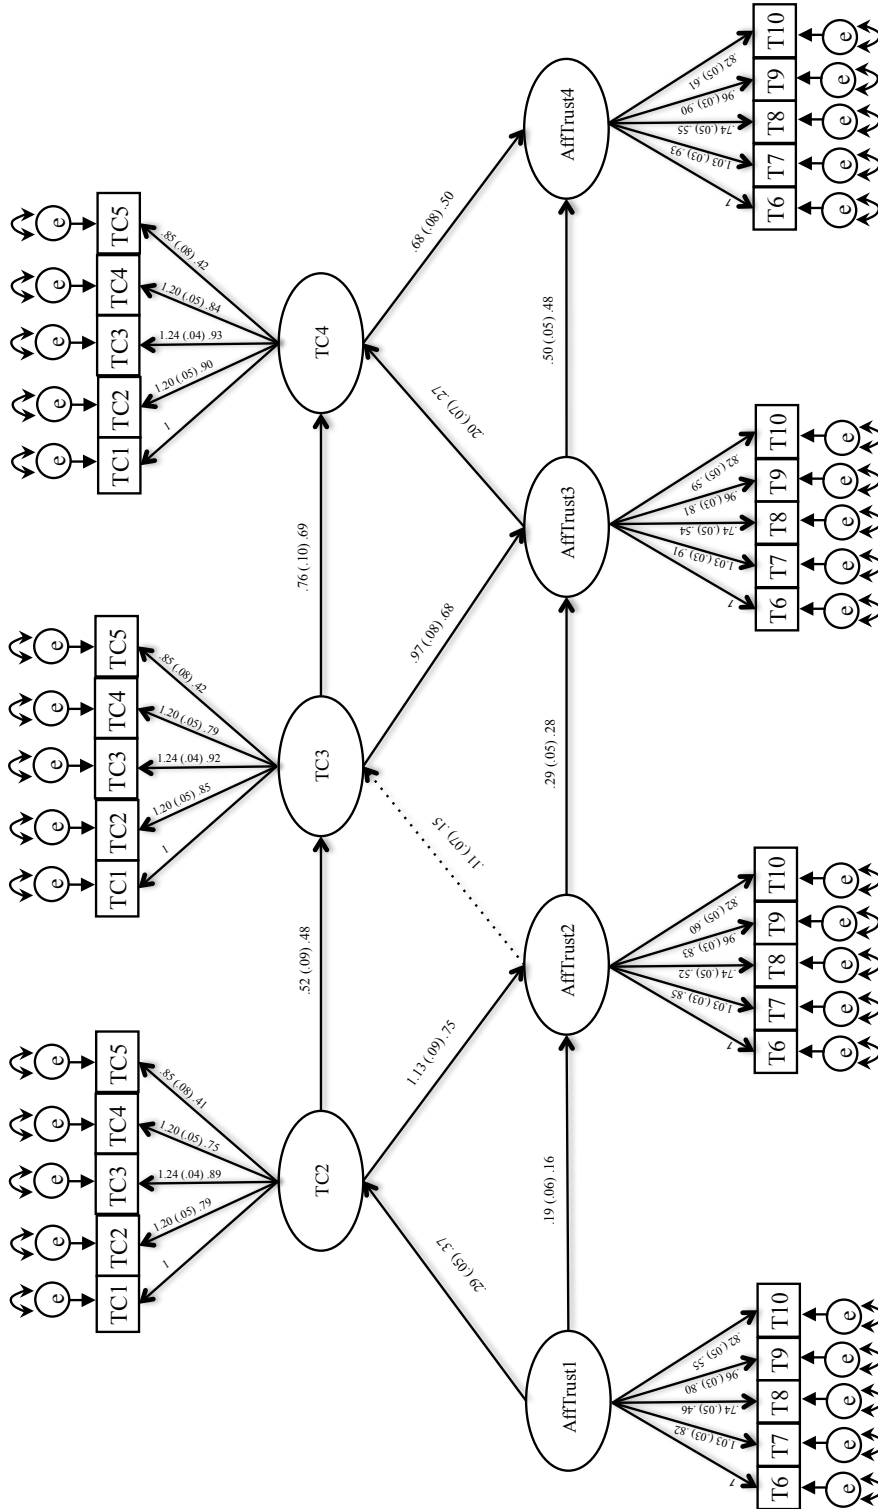 e e e e e e e e e e e e e e e
TC1 TC2 TC3 TC4 TC5 TC1 TC2 TC3 TC4 TC5 TC1 TC2 TC3 TC4 TC5
1
1.20 (.05) .79
1.24 (.04) .89
1.20 (.05) .75
.85 (.08) .41
1
1.20 (.05) .85
1.24 (.04) .92
1.20 (.05) .79
.85 (.08) .42
1
1.20 (.05) .90
1.24 (.04) .93
1.20 (.05) .84
.85 (.08) .42
TC2
.52 (.09) .48
TC3
.76 (.10) .69
TC4
.29 (.05) .37
1.13 (.09) .75
.11 (.07) .15
.97 (.08) .68
.20 (.07) .27
.68 (.08) .50
AffTrust1
.19 (.06) .16
AffTrust2
.29 (.05) .28
AffTrust3
.50 (.05) .48
AffTrust4
1
1.03 (.03) .82
.74 (.05) .46
.96 (.03) .80
.82 (.05) .55
1
1.03 (.03) .85
.74 (.05) .52
.96 (.03) .83
.82 (.05) .60
1
1.03 (.03) .91
.74 (.05) .54
.96 (.03) .81
.82 (.05) .59
1
1.03 (.03) .93
.74 (.05) .55
.96 (.03) .90
.82 (.05) .61
T6 T7 T8 T9 T10 T6 T7 T8 T9 T10 T6 T7 T8 T9 T10 T6 T7 T8 T9 T10
e e e e e e e e e e e e e e e e e e e e